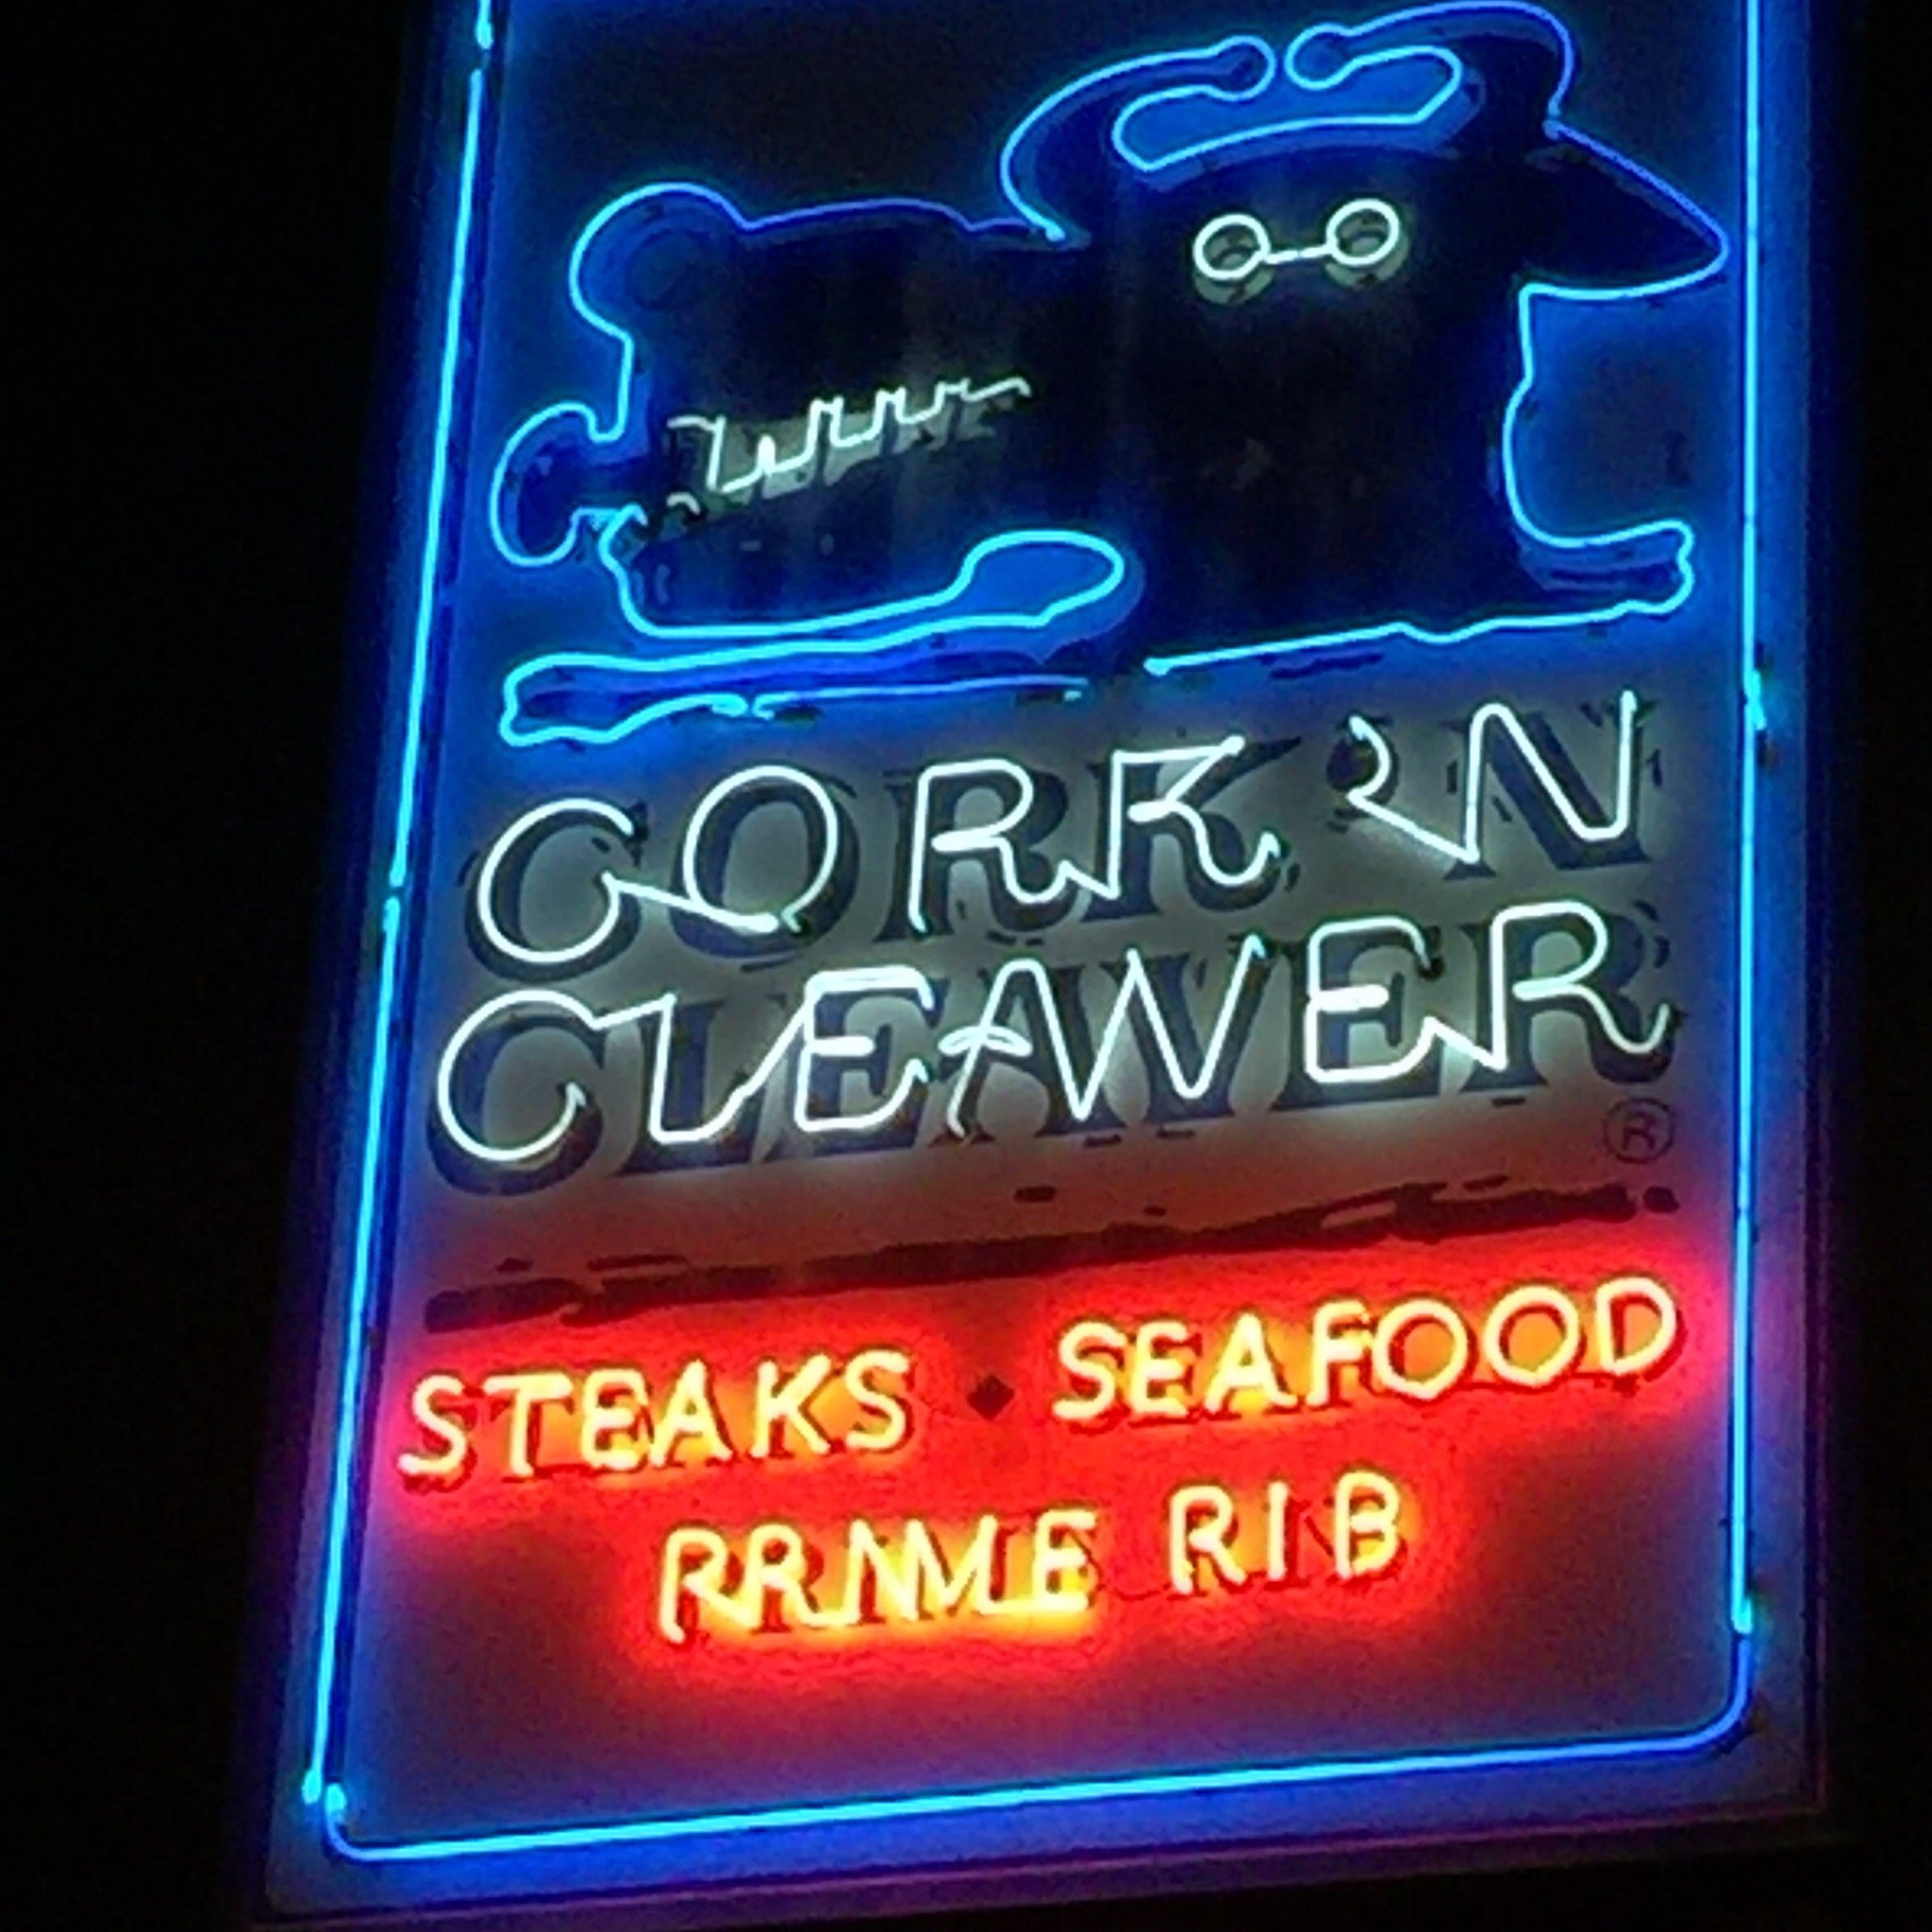 CORK 'N
CLEAVER
®
STEAKS • SEAFOOD
PRIME RIB